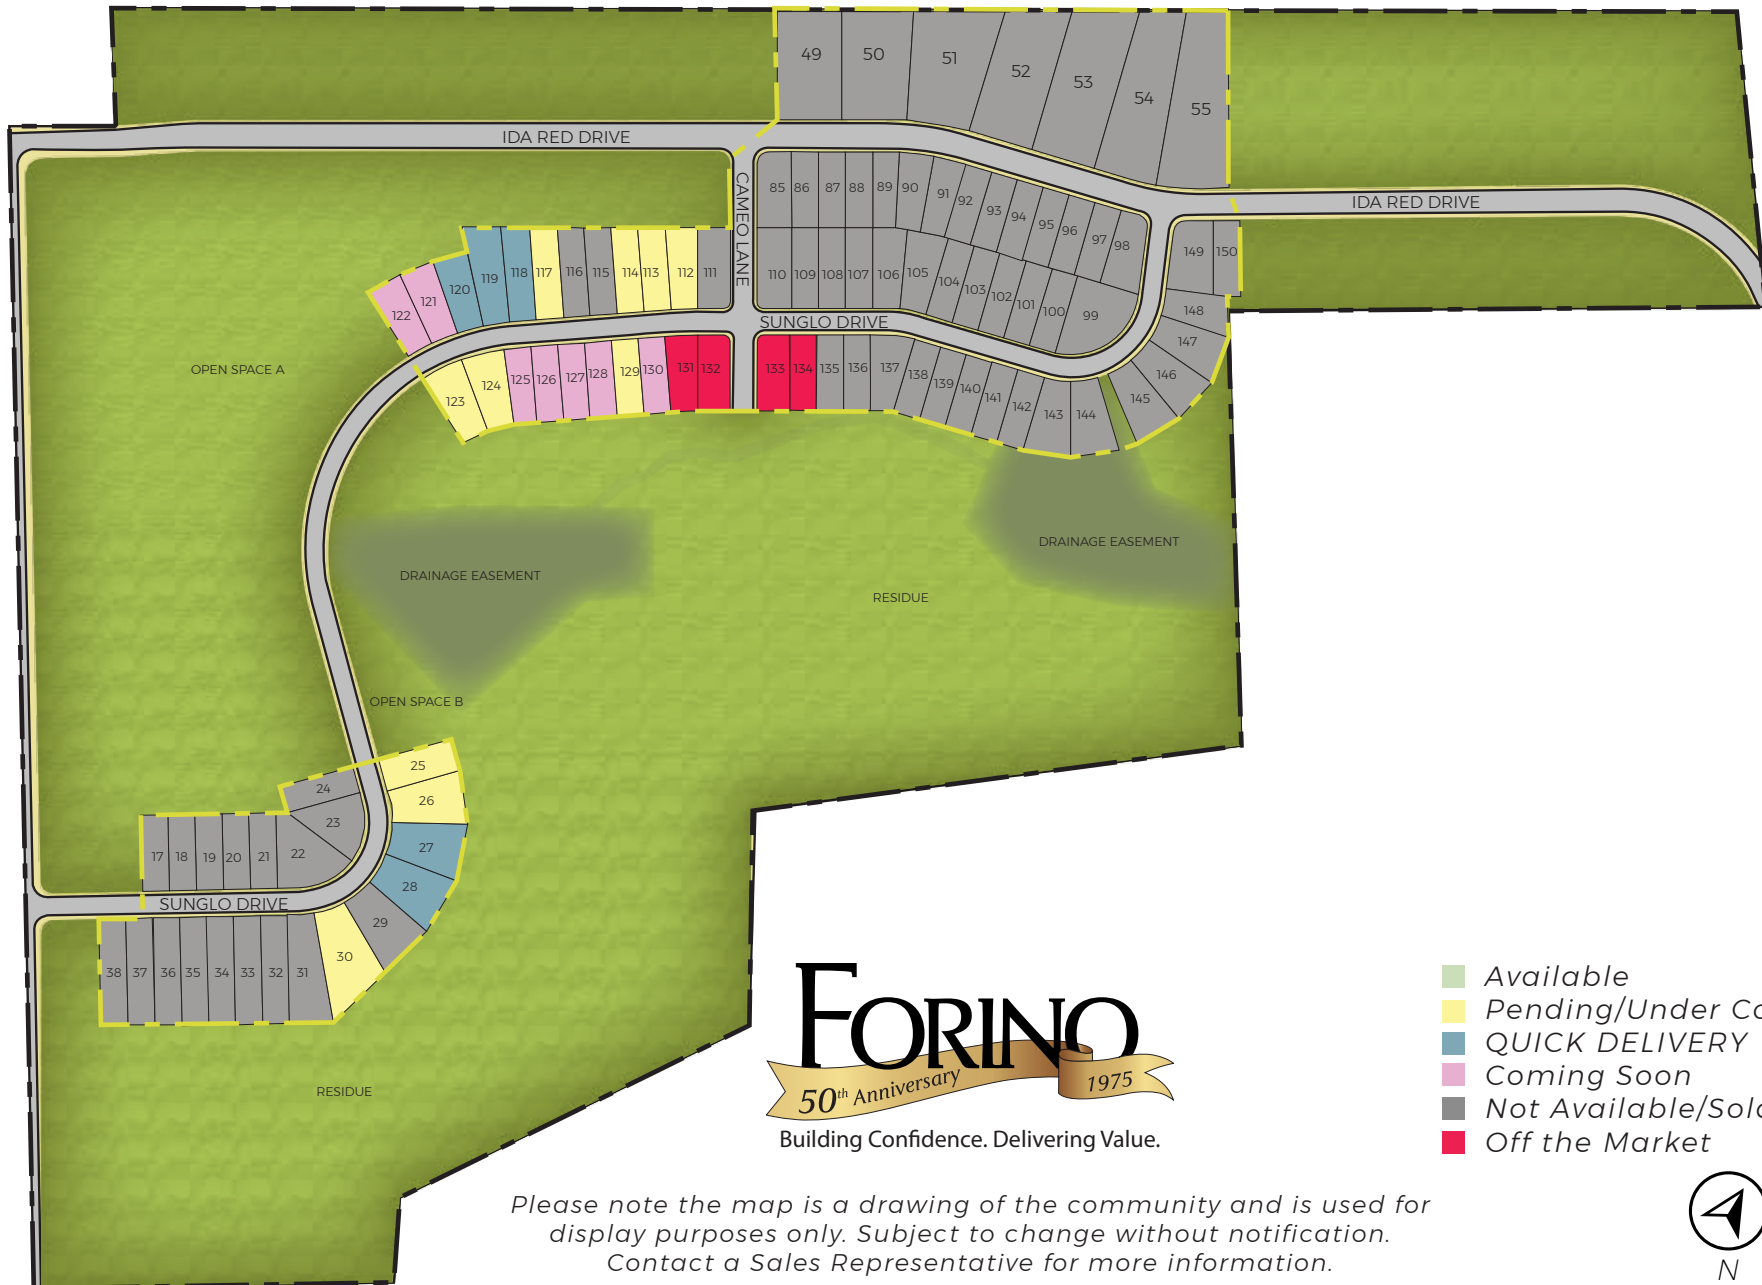 49 50 51 52 53 54 55
IDA RED DRIVE
CAMEO LANE
85 86 87 88 89 90 91 92 93 94 95 96 97 98
IDA RED DRIVE
122 121 120 119 118 117 116 115 114 113 112 111
110 109 108 107 106 105 104 103 102 101 100 99
149 150
148
147
146
145
SUNGLO DRIVE
123 124 125 126 127 128 129 130 131 132
133 134 135 136 137 138 139 140 141 142 143 144
OPEN SPACE A
DRAINAGE EASEMENT
DRAINAGE EASEMENT
RESIDUE
OPEN SPACE B
25
26
27
28
29
30
24
23
17 18 19 20 21 22
SUNGLO DRIVE
38 37 36 35 34 33 32 31
RESIDUE
FORINO
50th Anniversary 1975
Building Confidence. Delivering Value.
Available
Pending/Under Co
QUICK DELIVERY
Coming Soon
Not Available/Sold
Off the Market
Please note the map is a drawing of the community and is used for
display purposes only. Subject to change without notification.
Contact a Sales Representative for more information.
N